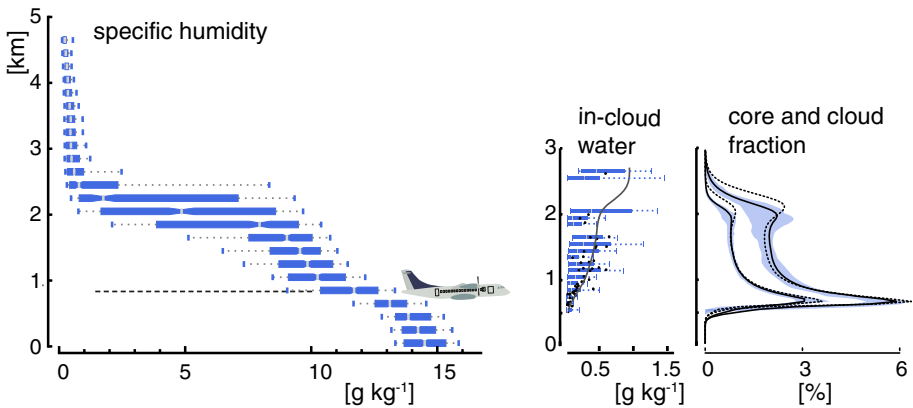 specific humidity
[km]
5
4
3
2
1
0
0
5
10
15
[g kg-1]
in-cloud
water
3
2
1
0
0.5
1.5
[g kg-1]
core and cloud
fraction
0
3
6
[%]